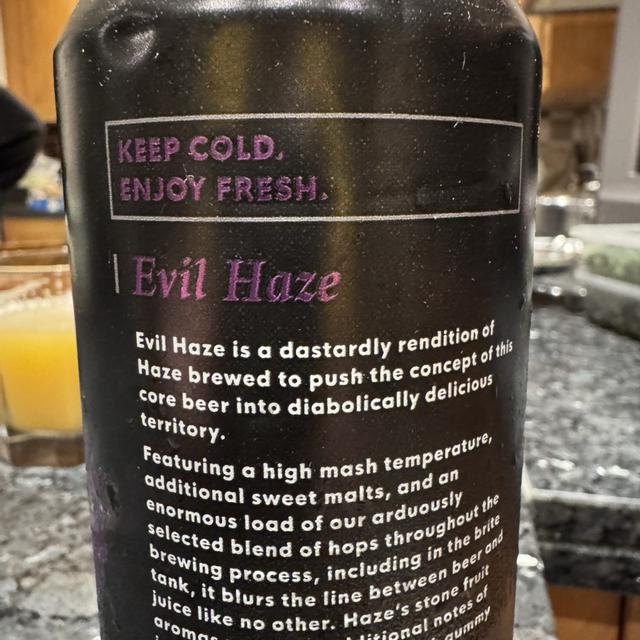 KEEP COLD.
ENJOY FRESH.
| Evil Haze
Evil Haze is a dastardly rendition of
Haze brewed to push the concept of this
core beer into diabolically delicious
territory.
Featuring a high mash temperature,
additional sweet malts, and an
enormous load of our arduously
selected blend of hops throughout the
brewing process, including in the brite
tank, it blurs the line between beer and
juice like no other. Haze's stone fruit
notes of
gummy